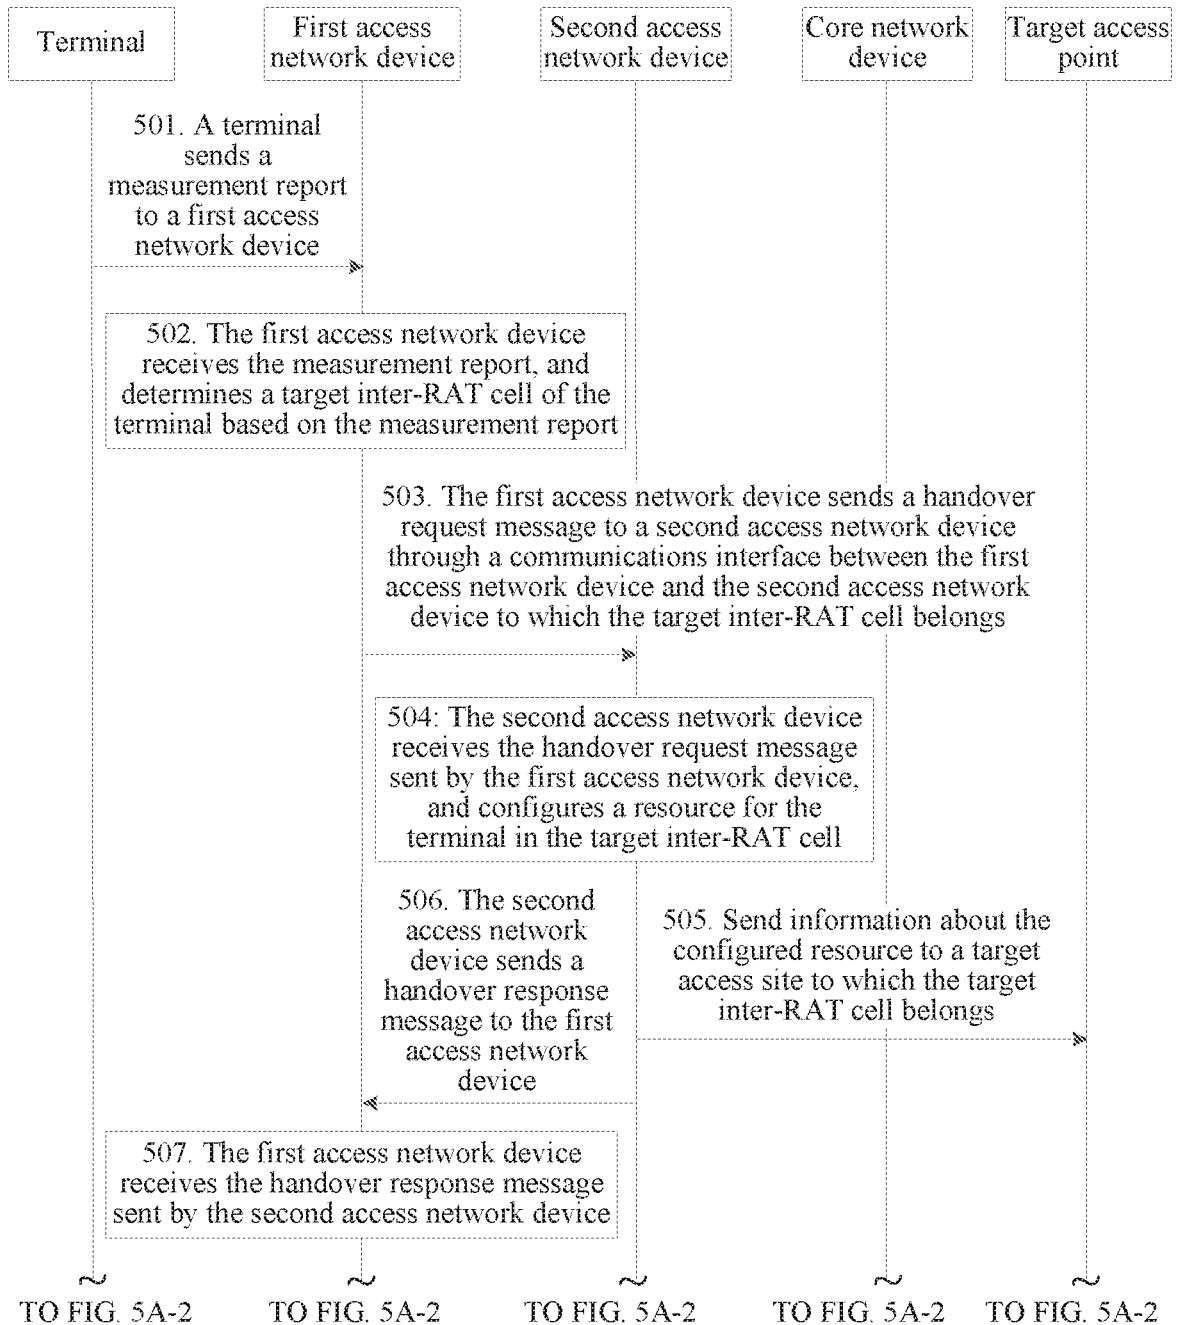 Terminal
First access
network device
Second access
network device
Core network
device
Target access
point
501. A terminal
sends a
measurement report
to a first access
network device
502. The first access network device
receives the measurement report, and
determines a target inter-RAT cell of the
terminal based on the measurement report
503. The first access network device sends a handover
request message to a second access network device
through a communications interface between the first
access network device and the second access network
device to which the target inter-RAT cell belongs
504: The second access network device
receives the handover request message
sent by the first access network device,
and configures a resource for the
terminal in the target inter-RAT cell
506. The second
access network
device sends a
handover response
message to the first
access network
device
505. Send information about the
configured resource to a target
access site to which the target
inter-RAT cell belongs
507. The first access network device
receives the handover response message
sent by the second access network device
TO FIG. 5A-2
TO FIG. 5A-2
TO FIG. 5A-2
TO FIG. 5A-2
TO FIG. 5A-2